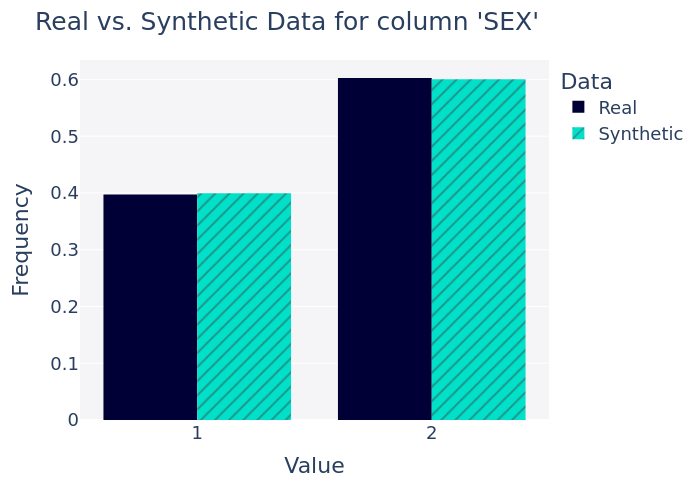 Real vs. Synthetic Data for column 'SEX'
Data
Real
Synthetic
Frequency
0.6
0.5
0.4
0.3
0.2
0.1
0
1
2
Value